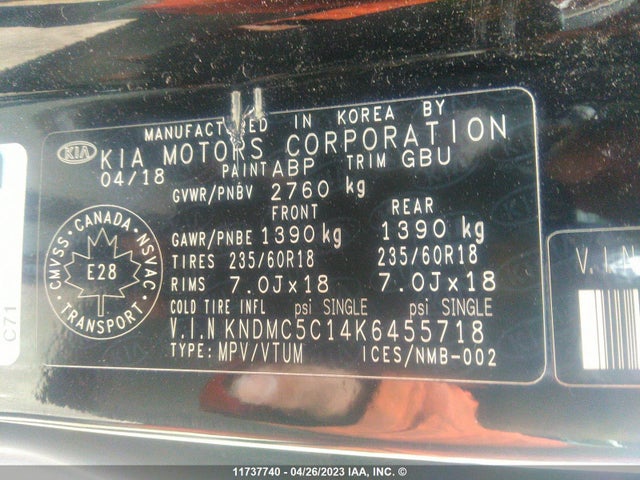 MANUFACTURED IN KOREA BY
KIA KIA MOTORS CORPORATION
04/18 PAINT ABP TRIM GBU
GVWR/PNBV 2760 kg
FRONT REAR
GAWR/PNBE 1390 kg 1390 kg
TIRES 235/60R18 235/60R18
RIMS 7.0Jx18 7.0Jx18
COLD TIRE INFL psi SINGLE psi SINGLE
V.I.N KNDMC5C14K6455718
TYPE: MPV/VTUM ICES/NMB-002
CMVSS - CANADA - NSVAC
E28
TRANSPORT
C71
V.I.N
11737740 - 04/26/2023 IAA, INC. ©